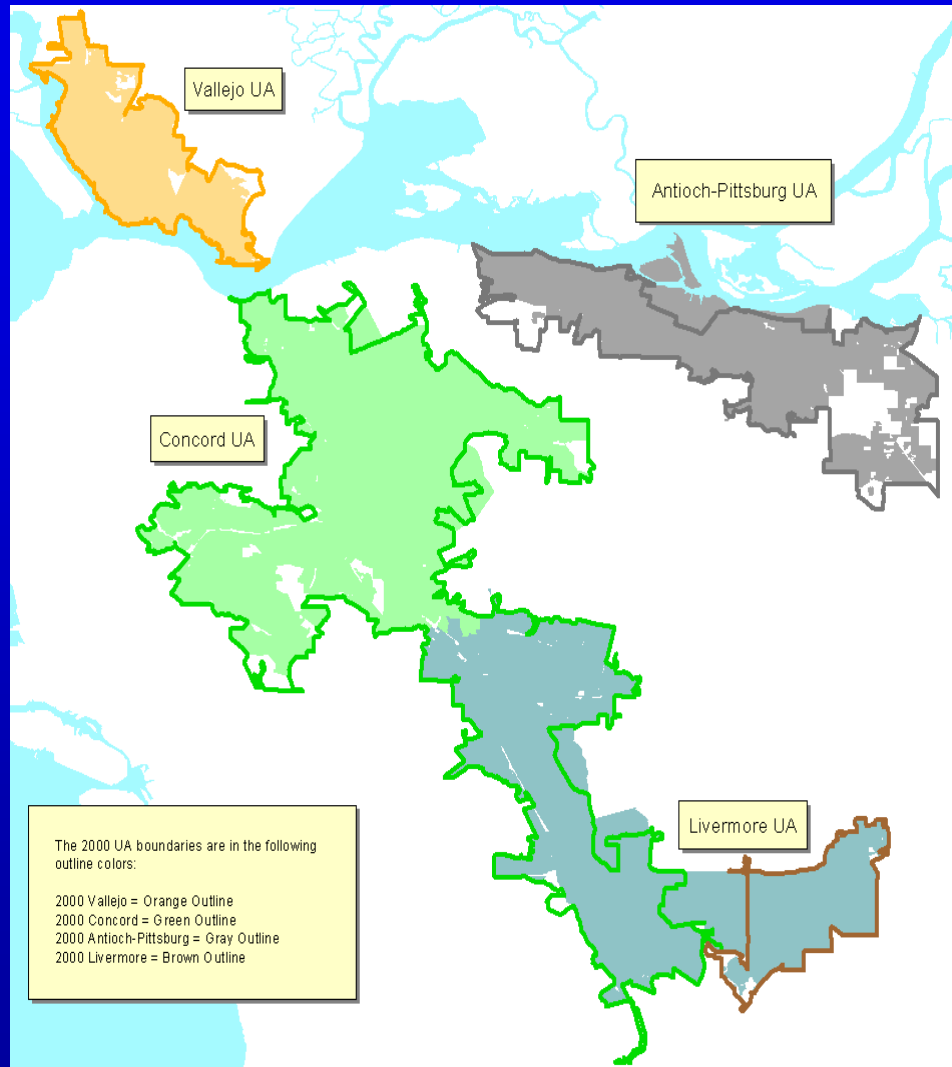 Vallejo UA
Antioch-Pittsburg UA
Concord UA
Livermore UA
The 2000 UA boundaries are in the following
outline colors:
2000 Vallejo = Orange Outline
2000 Concord = Green Outline
2000 Antioch-Pittsburg = Gray Outline
2000 Livermore = Brown Outline